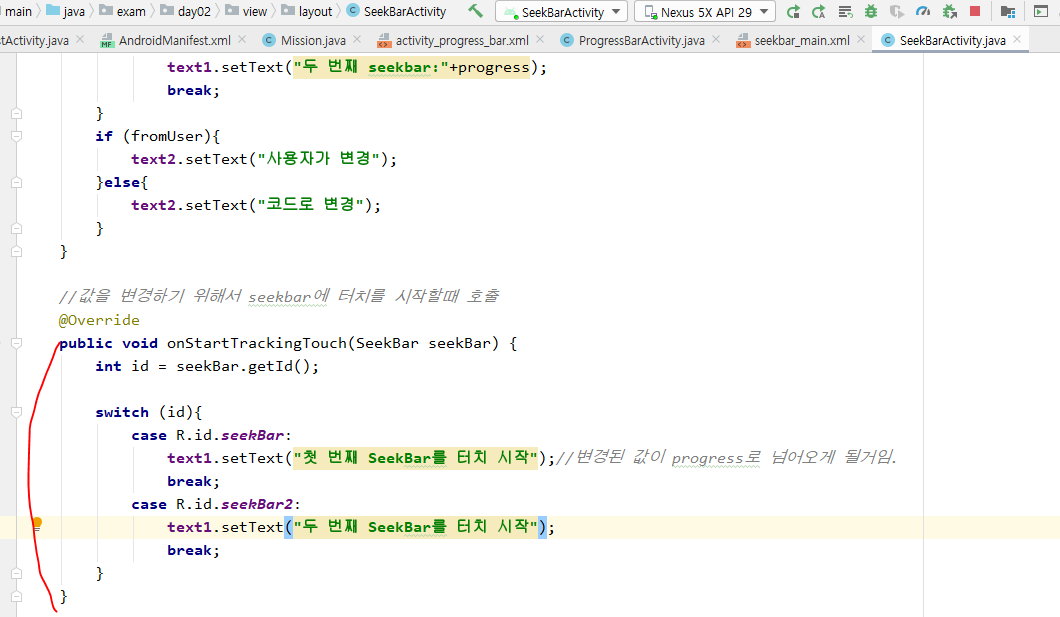 main java exam day02 view layout SeekBarActivity SeekBarActivity Nexus 5X API 29
tActivity.java AndroidManifest.xml Mission.java activity_progress_bar.xml ProgressBarActivity.java seekbar_main.xml SeekBarActivity.java
text1.setText("두 번째 seekbar:"+progress);
break;
}
if (fromUser){
text2.setText("사용자가 변경");
}else{
text2.setText("코드로 변경");
}
}
//값을 변경하기 위해서 seekbar에 터치를 시작할때 호출
@Override
public void onStartTrackingTouch(SeekBar seekBar) {
int id = seekBar.getId();
switch (id){
case R.id.seekBar:
text1.setText("첫 번째 SeekBar를 터치 시작");//변경된 값이 progress로 넘어오게 될거임.
break;
case R.id.seekBar2:
text1.setText("두 번째 SeekBar를 터치 시작");
break;
}
}